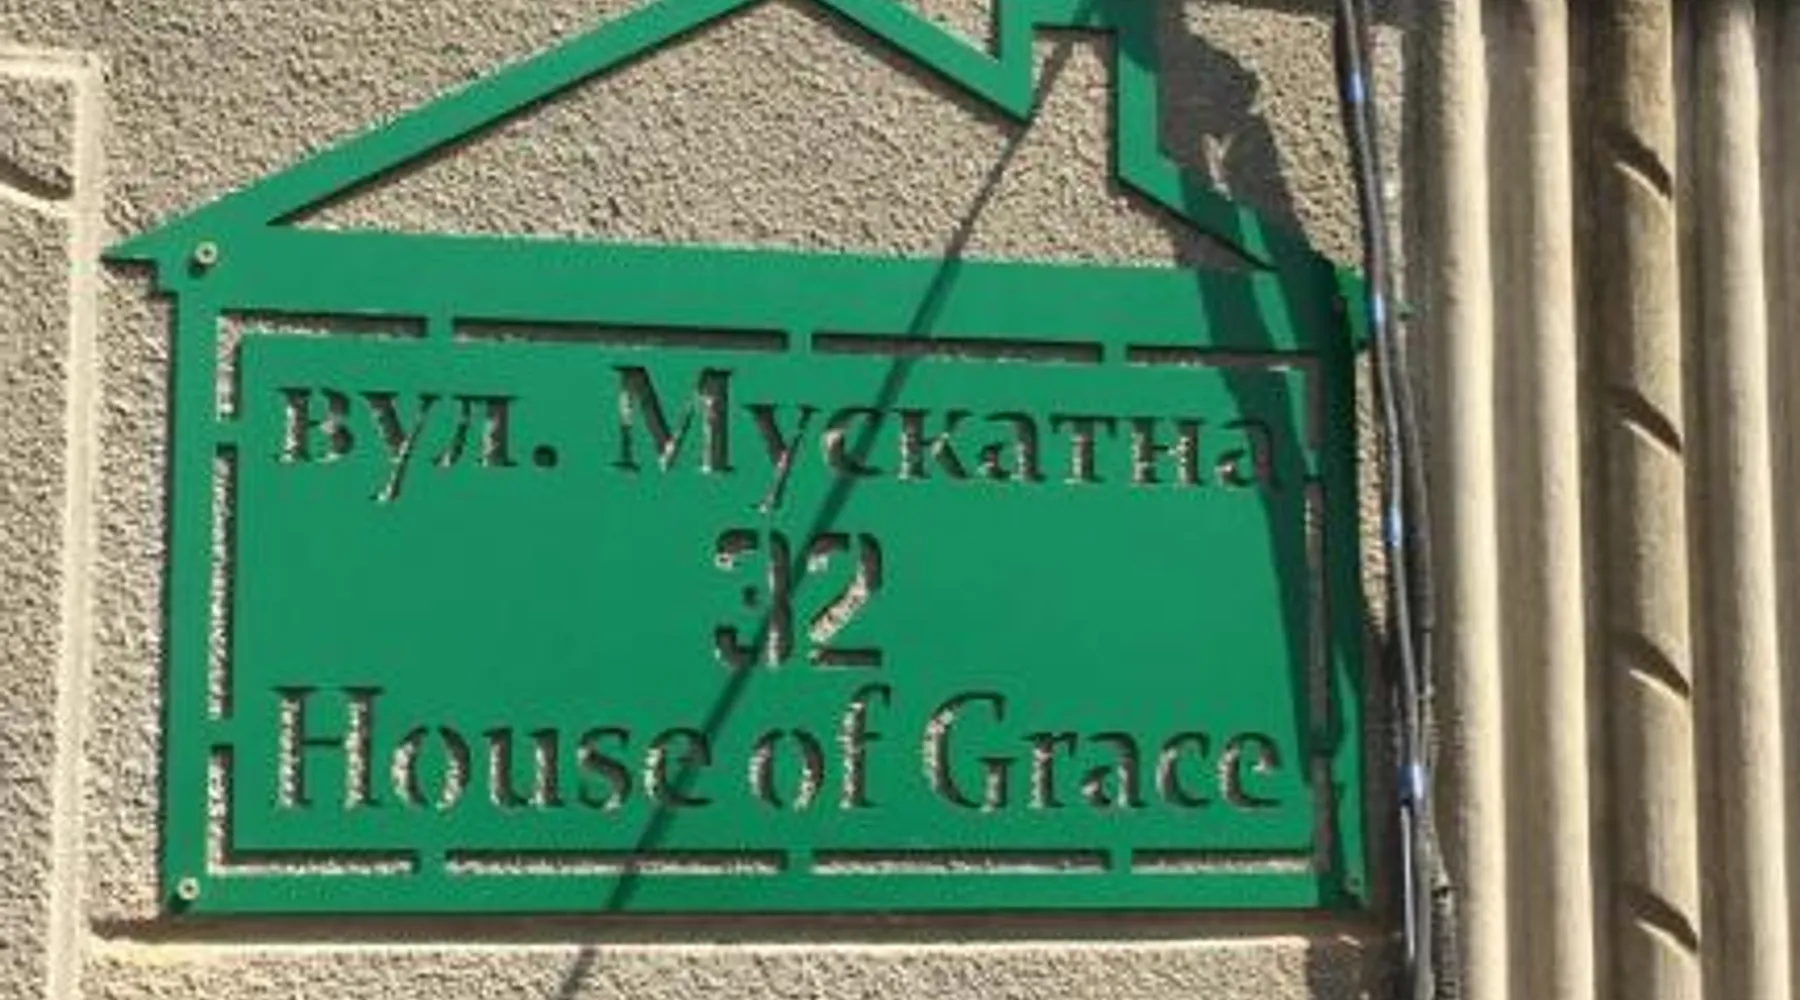 вул. Мускатна
32
House of Grace